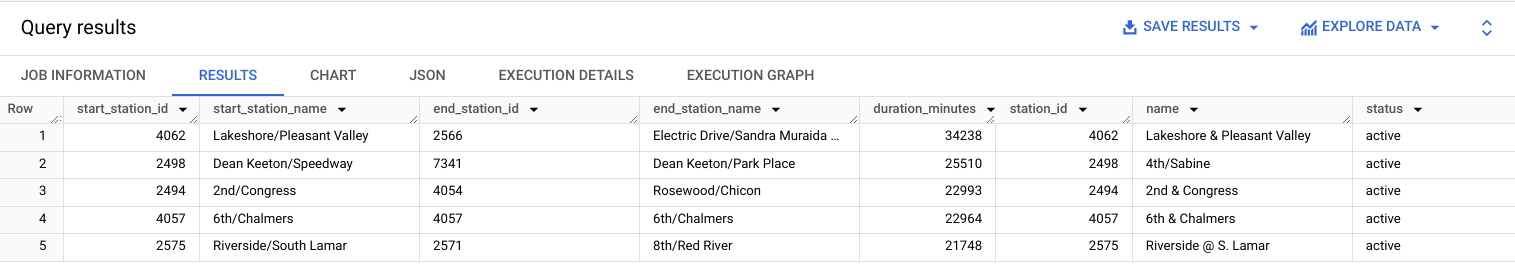 Query results SAVE RESULTS EXPLORE DATA
JOB INFORMATION RESULTS CHART JSON EXECUTION DETAILS EXECUTION GRAPH
Row start_station_id start_station_name end_station_id end_station_name duration_minutes station_id name status
1 4062 Lakeshore/Pleasant Valley 2566 Electric Drive/Sandra Muraida ... 34238 4062 Lakeshore & Pleasant Valley active
2 2498 Dean Keeton/Speedway 7341 Dean Keeton/Park Place 25510 2498 4th/Sabine active
3 2494 2nd/Congress 4054 Rosewood/Chicon 22993 2494 2nd & Congress active
4 4057 6th/Chalmers 4057 6th/Chalmers 22964 4057 6th & Chalmers active
5 2575 Riverside/South Lamar 2571 8th/Red River 21748 2575 Riverside @ S. Lamar active